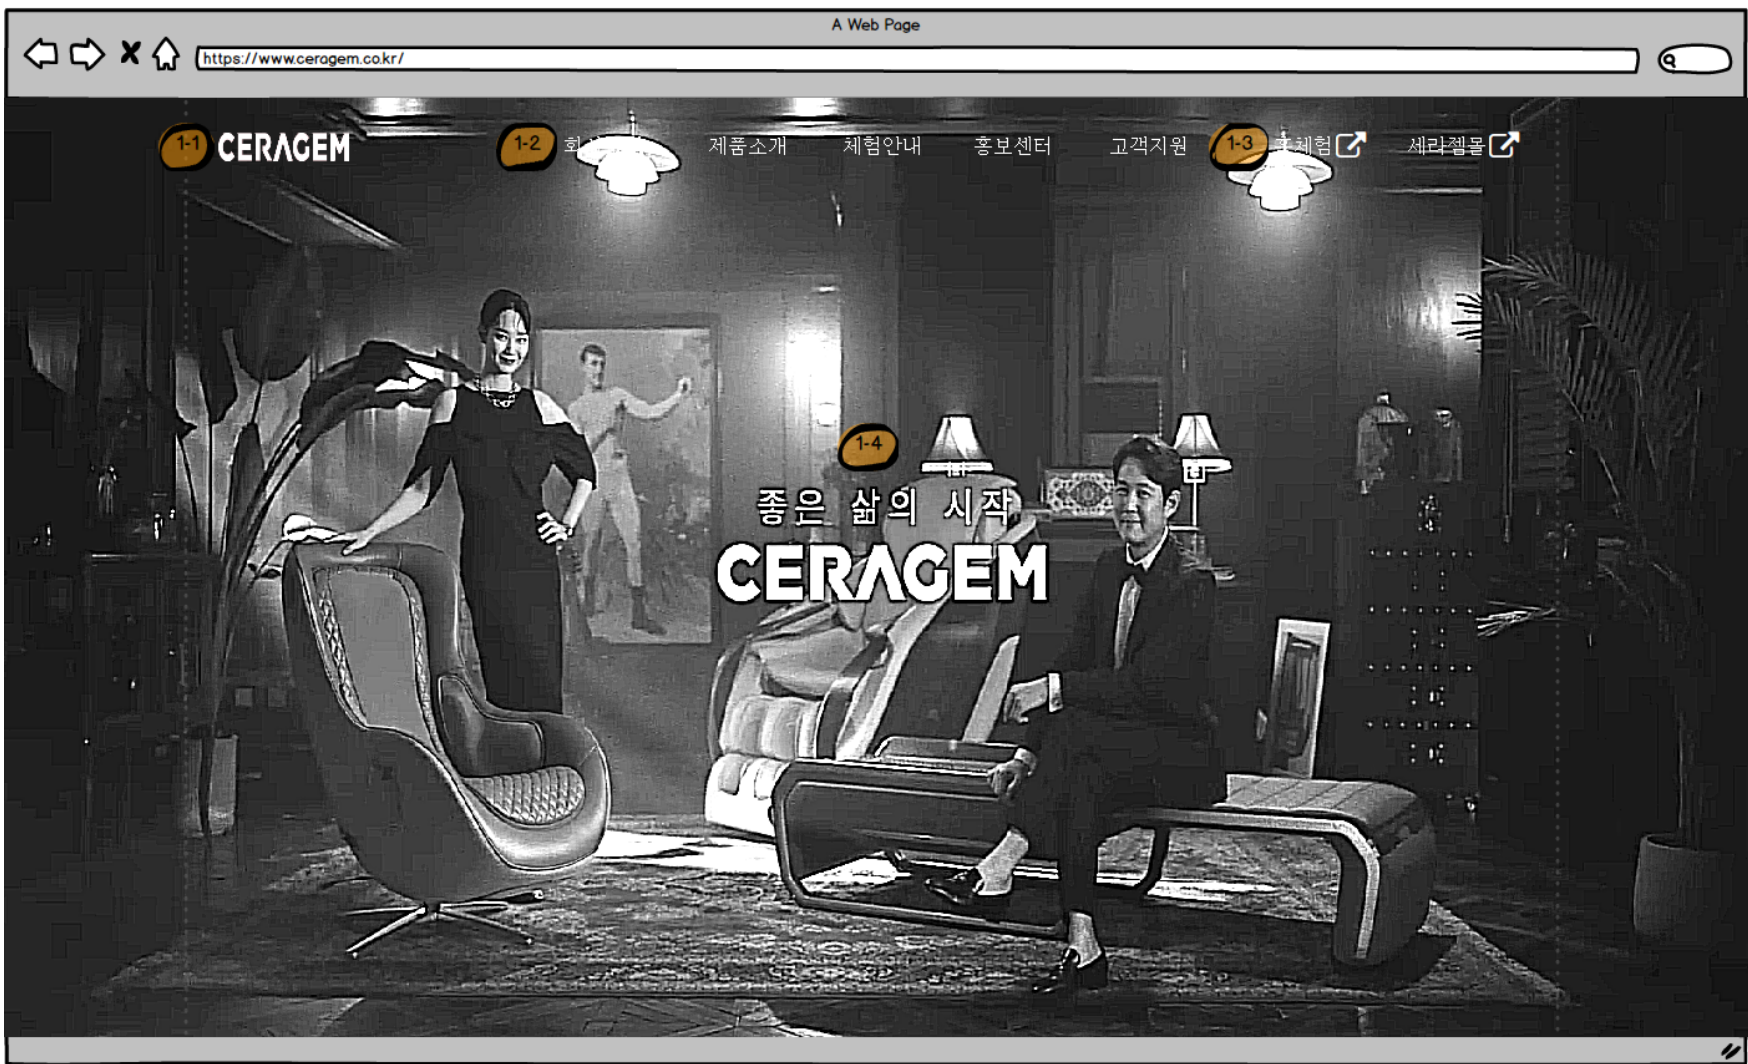 A Web Page
https://www.ceragem.co.kr/
1-1 CERAGEM 1-2 제품소개 체험안내 홍보센터 고객지원 1-3 세라젬몰
1-4
좋은 삶의 시작
CERAGEM